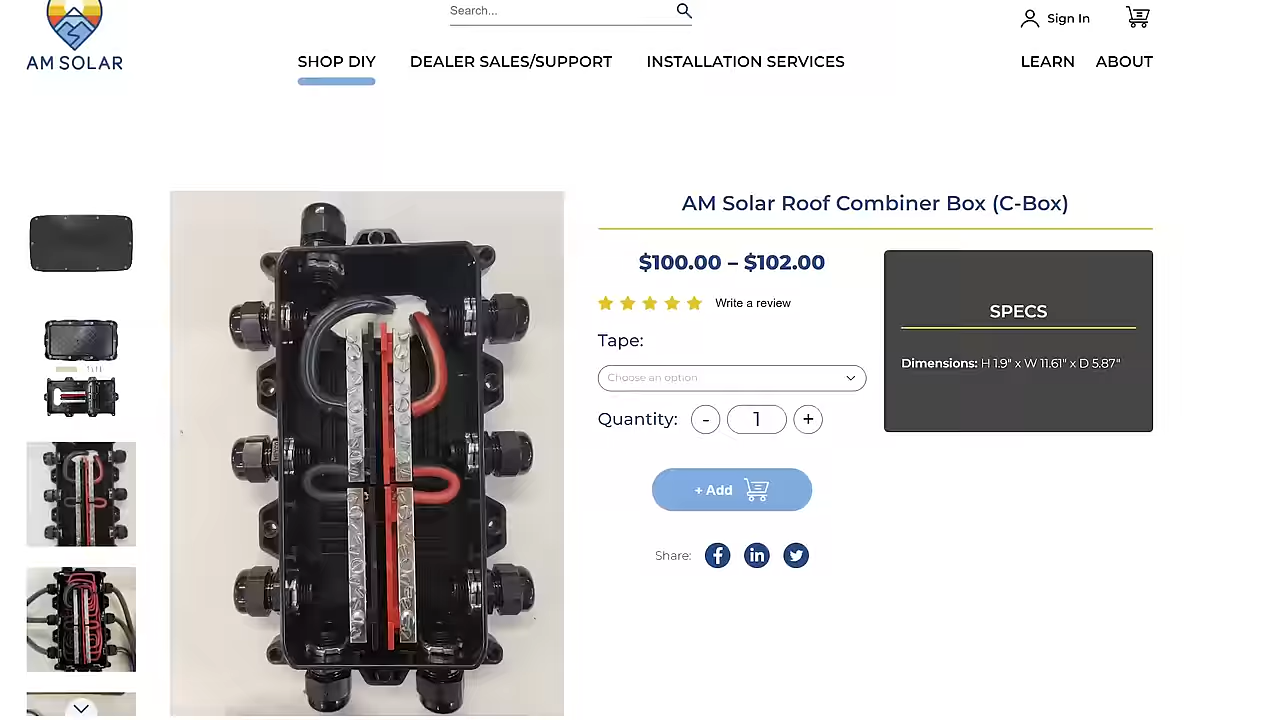 Search...
Sign In
AM SOLAR
SHOP DIY
DEALER SALES/SUPPORT
INSTALLATION SERVICES
LEARN
ABOUT
AM Solar Roof Combiner Box (C-Box)
$100.00 – $102.00
Write a review
Tape:
Choose an option
Quantity:
-
1
+
+ Add
Share:
SPECS
Dimensions: H 1.9" x W 11.61" x D 5.87"